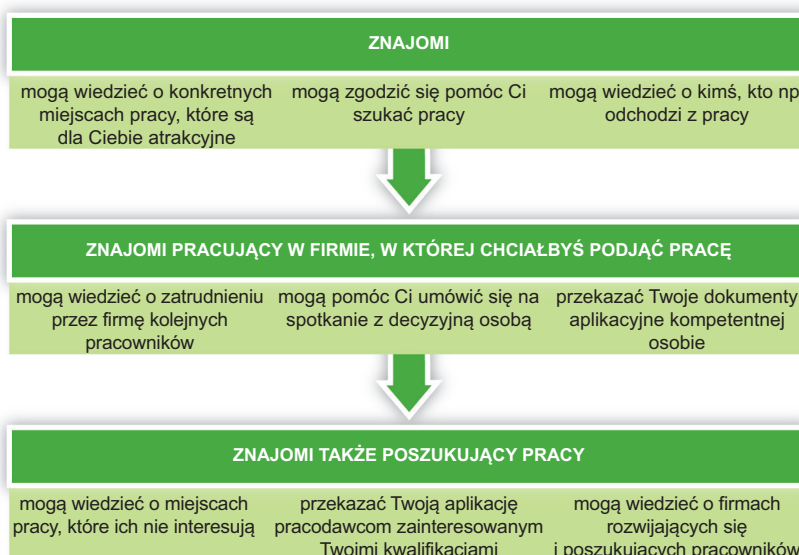 ZNAJOMI
mogą wiedzieć o konkretnych
miejscach pracy, które są
dla Ciebie atrakcyjne
mogą zgodzić się pomóc Ci
szukać pracy
mogą wiedzieć o kimś, kto np
odchodzi z pracy
ZNAJOMI PRACUJĄCY W FIRMIE, W KTÓREJ CHCIAŁBYŚ PODJĄĆ PRACĘ
mogą wiedzieć o zatrudnieniu
przez firmę kolejnych
pracowników
mogą pomóc Ci umówić się na
spotkanie z decyzyjną osobą
przekazać Twoje dokumenty
aplikacyjne kompetentnej
osobie
ZNAJOMI TAKŻE POSZUKUJĄCY PRACY
mogą wiedzieć o miejscach
pracy, które ich nie interesują
przekazać Twoją aplikację
pracodawcom zainteresowanym
Twoimi kwalifikacjami
mogą wiedzieć o firmach
rozwijających się
i poszukujących pracowników